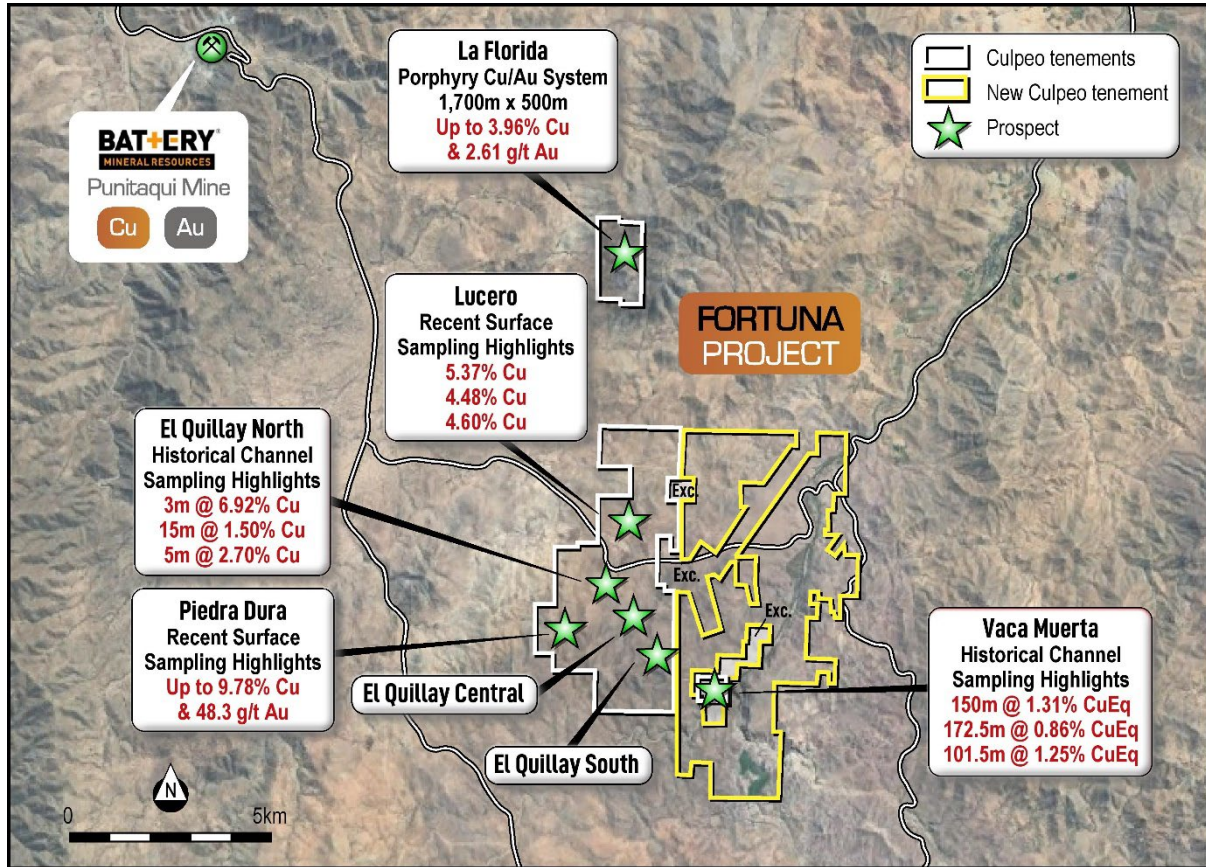 La Florida
Porphyry Cu/Au System
1,700m x 500m
Up to 3.96% Cu
& 2.61 g/t Au
Culpeo tenements
New Culpeo tenement
Prospect
BATTERY
MINERAL RESOURCES
Punitaqui Mine
Cu
Au
FORTUNA
PROJECT
Lucero
Recent Surface
Sampling Highlights
5.37% Cu
4.48% Cu
4.60% Cu
El Quillay North
Historical Channel
Sampling Highlights
3m @ 6.92% Cu
15m @ 1.50% Cu
5m @ 2.70% Cu
Exc.
Exc.
Exc.
Piedra Dura
Recent Surface
Sampling Highlights
Up to 9.78% Cu
& 48.3 g/t Au
El Quillay Central
El Quillay South
Vaca Muerta
Historical Channel
Sampling Highlights
150m @ 1.31% CuEq
172.5m @ 0.86% CuEq
101.5m @ 1.25% CuEq
N
0
5km